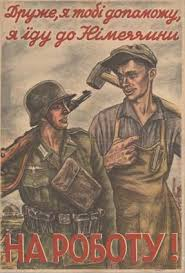 Друже, я тобі допоможу,
я їду до Німеччини
НА РОБОТУ!